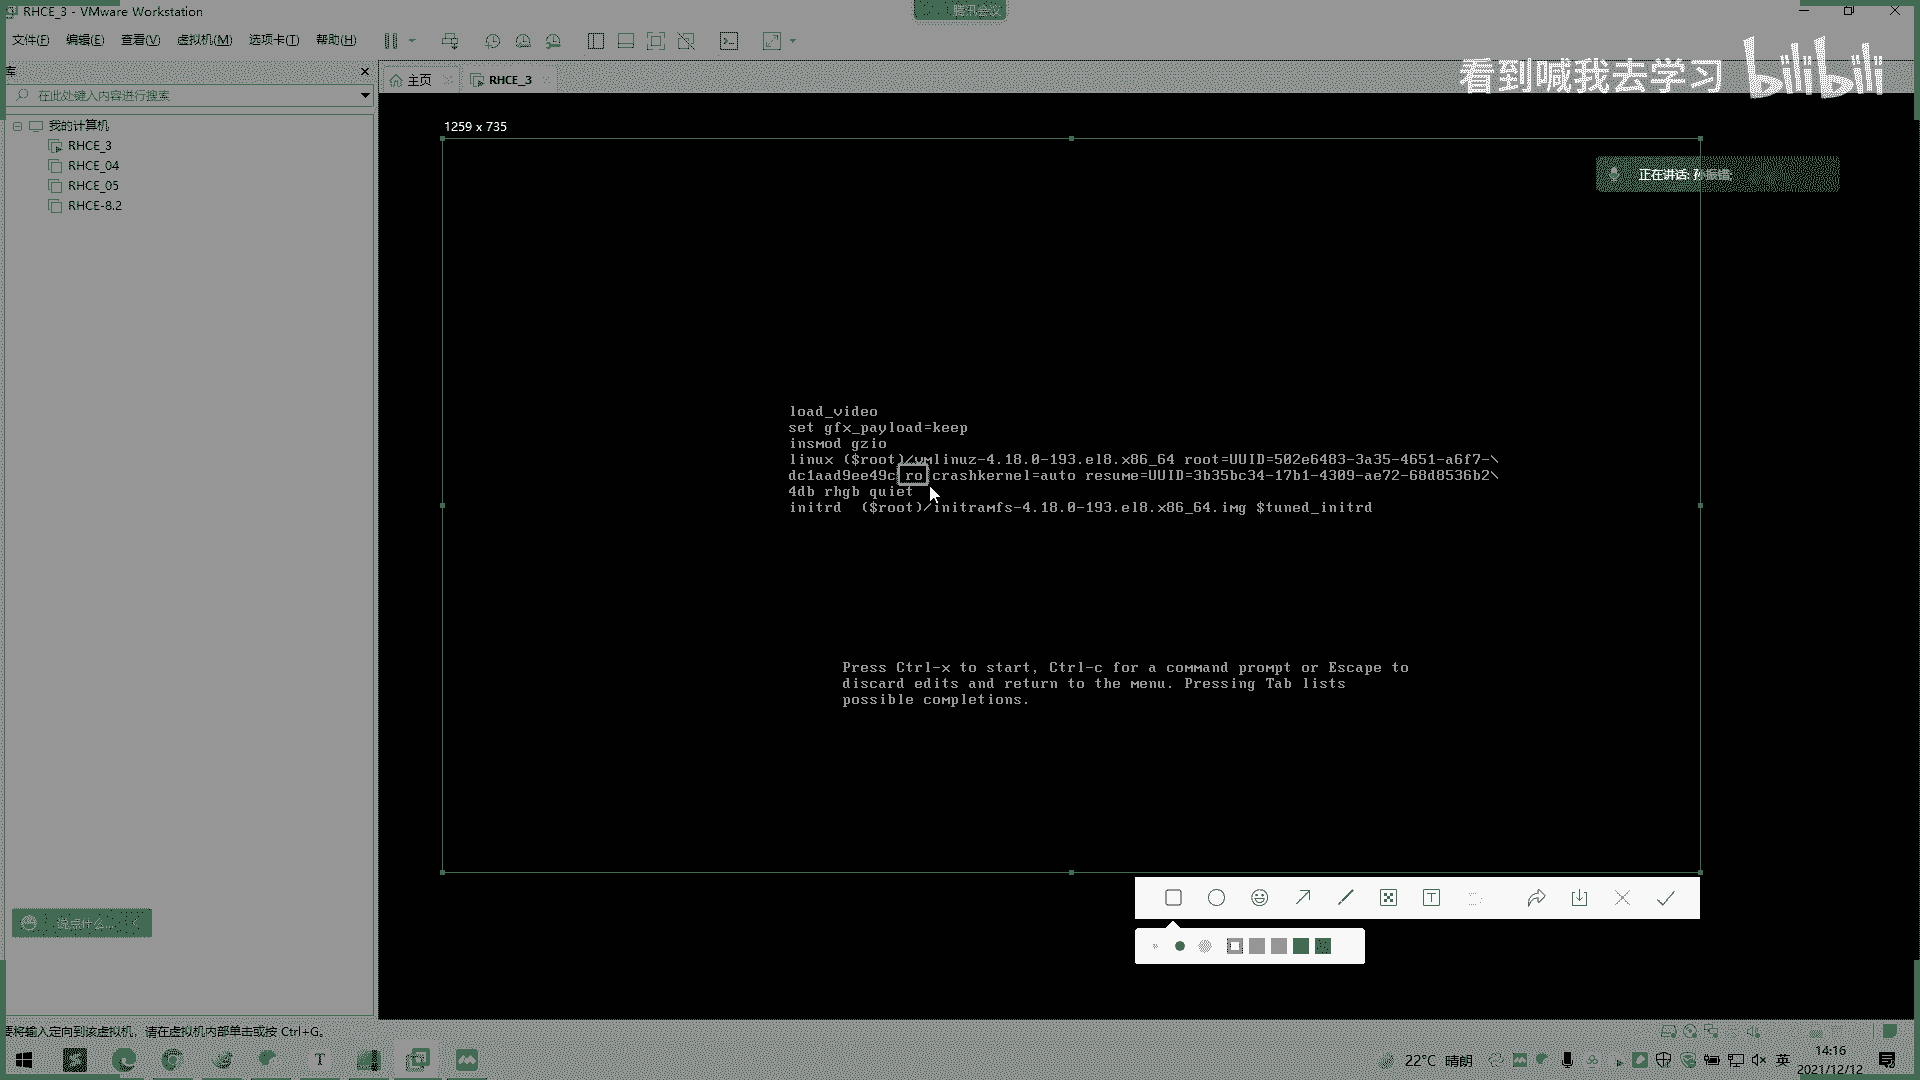 RHCE_3 - VMware Workstation
腾讯会议
文件(F) 编辑(E) 查看(V) 虚拟机(M) 选项卡(T) 帮助(H)
库
主页
RHCE_3
看到喊我去学习 bilibili
在此处键入内容进行搜索
我的计算机
RHCE_3
RHCE_04
RHCE_05
RHCE-8.2
1259 x 735
正在讲话:
load_video
set gfx_payload=keep
insmod gzio
linux ($root)/vmlinuz-4.18.0-193.el8.x86_64 root=UUID=502e6483-3a35-4651-a6f7-\
dc1aad9ee49c ro crashkernel=auto resume=UUID=3b35bc34-17b1-4309-ae72-68d8536b2\
4db rhgb quiet
initrd  ($root)/initramfs-4.18.0-193.el8.x86_64.img $tuned_initrd
Press Ctrl-x to start, Ctrl-c for a command prompt or Escape to
discard edits and return to the menu. Pressing Tab lists
possible completions.
说点什么...
要将输入定向到该虚拟机，请在虚拟机内部单击或按 Ctrl+G。
22°C 晴朗
英
14:16
2021/12/12